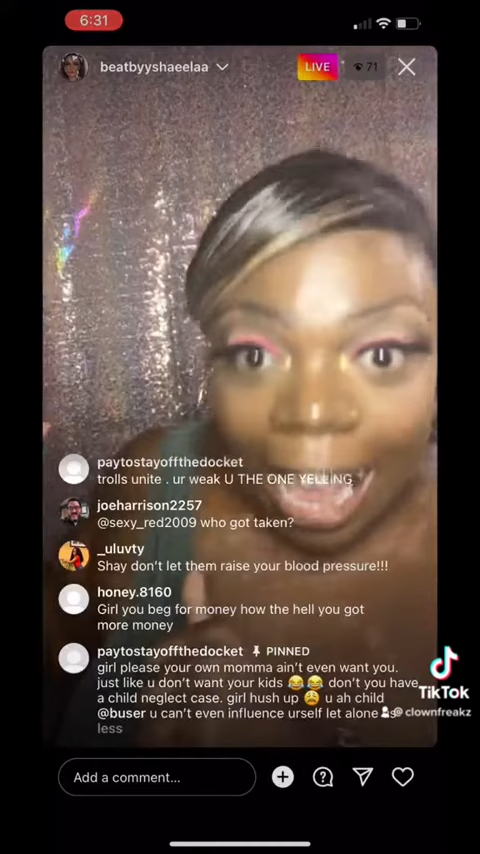 6:31
beatbyyshaeelaa
LIVE
71
paytostayoffthedocket
trolls unite . ur weak U THE ONE YELLING
joeharrison2257
@sexy_red2009 who got taken?
_uluvty
Shay don't let them raise your blood pressure!!!
honey.8160
Girl you beg for money how the hell you got
more money
paytostayoffthedocket PINNED
girl please your own momma ain't even want you.
just like u don't want your kids 😂😂 don't you have
a child neglect case. girl hush up 😩 u ah child
@buser u can't even influence urself let alone
less
TikTok
@clownfreakz
Add a comment...